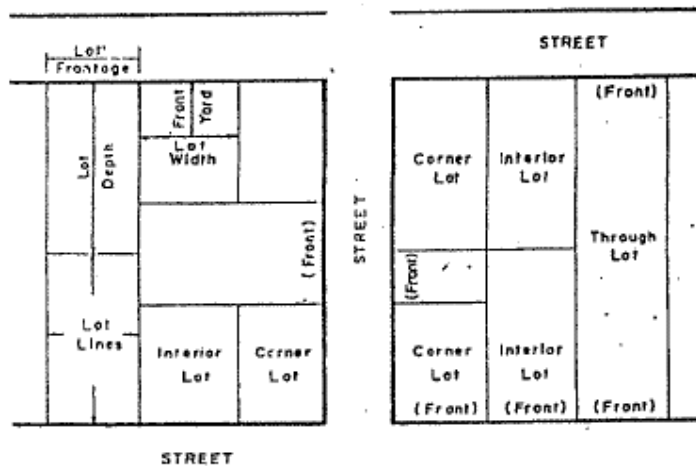 Lot
Frontage
Front
Yard
Lot
Width
Lot
Depth
(Front)
Lot
Lines
Interior
Lot
Corner
Lot
STREET
STREET
STREET
(Front)
Corner
Lot
Interior
Lot
Through
Lot
(Front)
Corner
Lot
Interior
Lot
(Front)
(Front)
(Front)